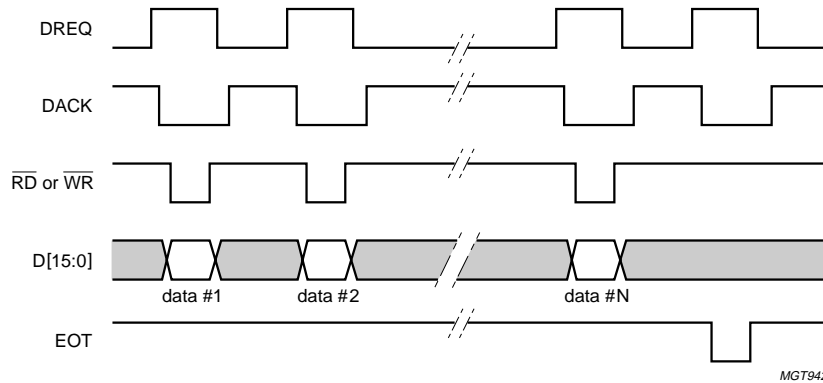 DREQ
DACK
RD or WR
D[15:0]
data #1 data #2 data #N
EOT
MGT942